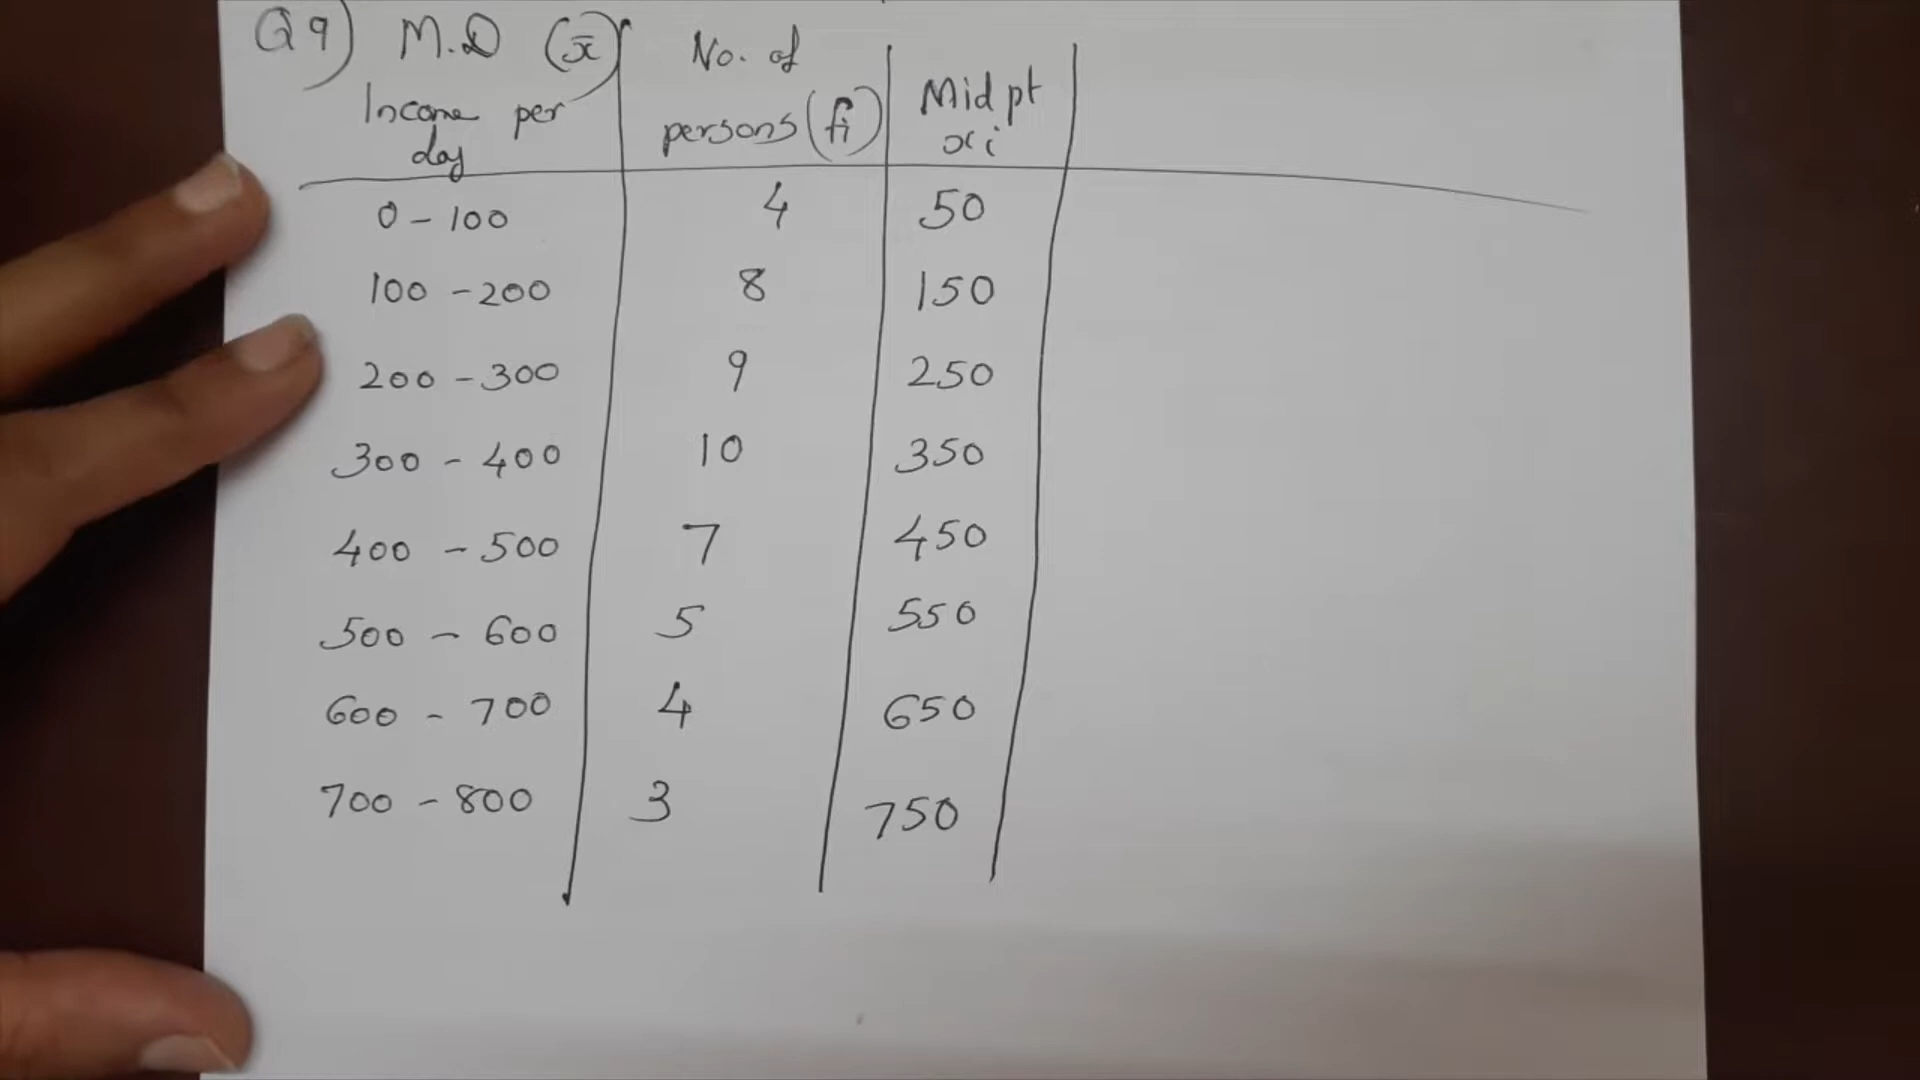 Q9) M.D (x̄)
Income per day | No. of persons (fi) | Mid pt xi
0 - 100 | 4 | 50
100 - 200 | 8 | 150
200 - 300 | 9 | 250
300 - 400 | 10 | 350
400 - 500 | 7 | 450
500 - 600 | 5 | 550
600 - 700 | 4 | 650
700 - 800 | 3 | 750